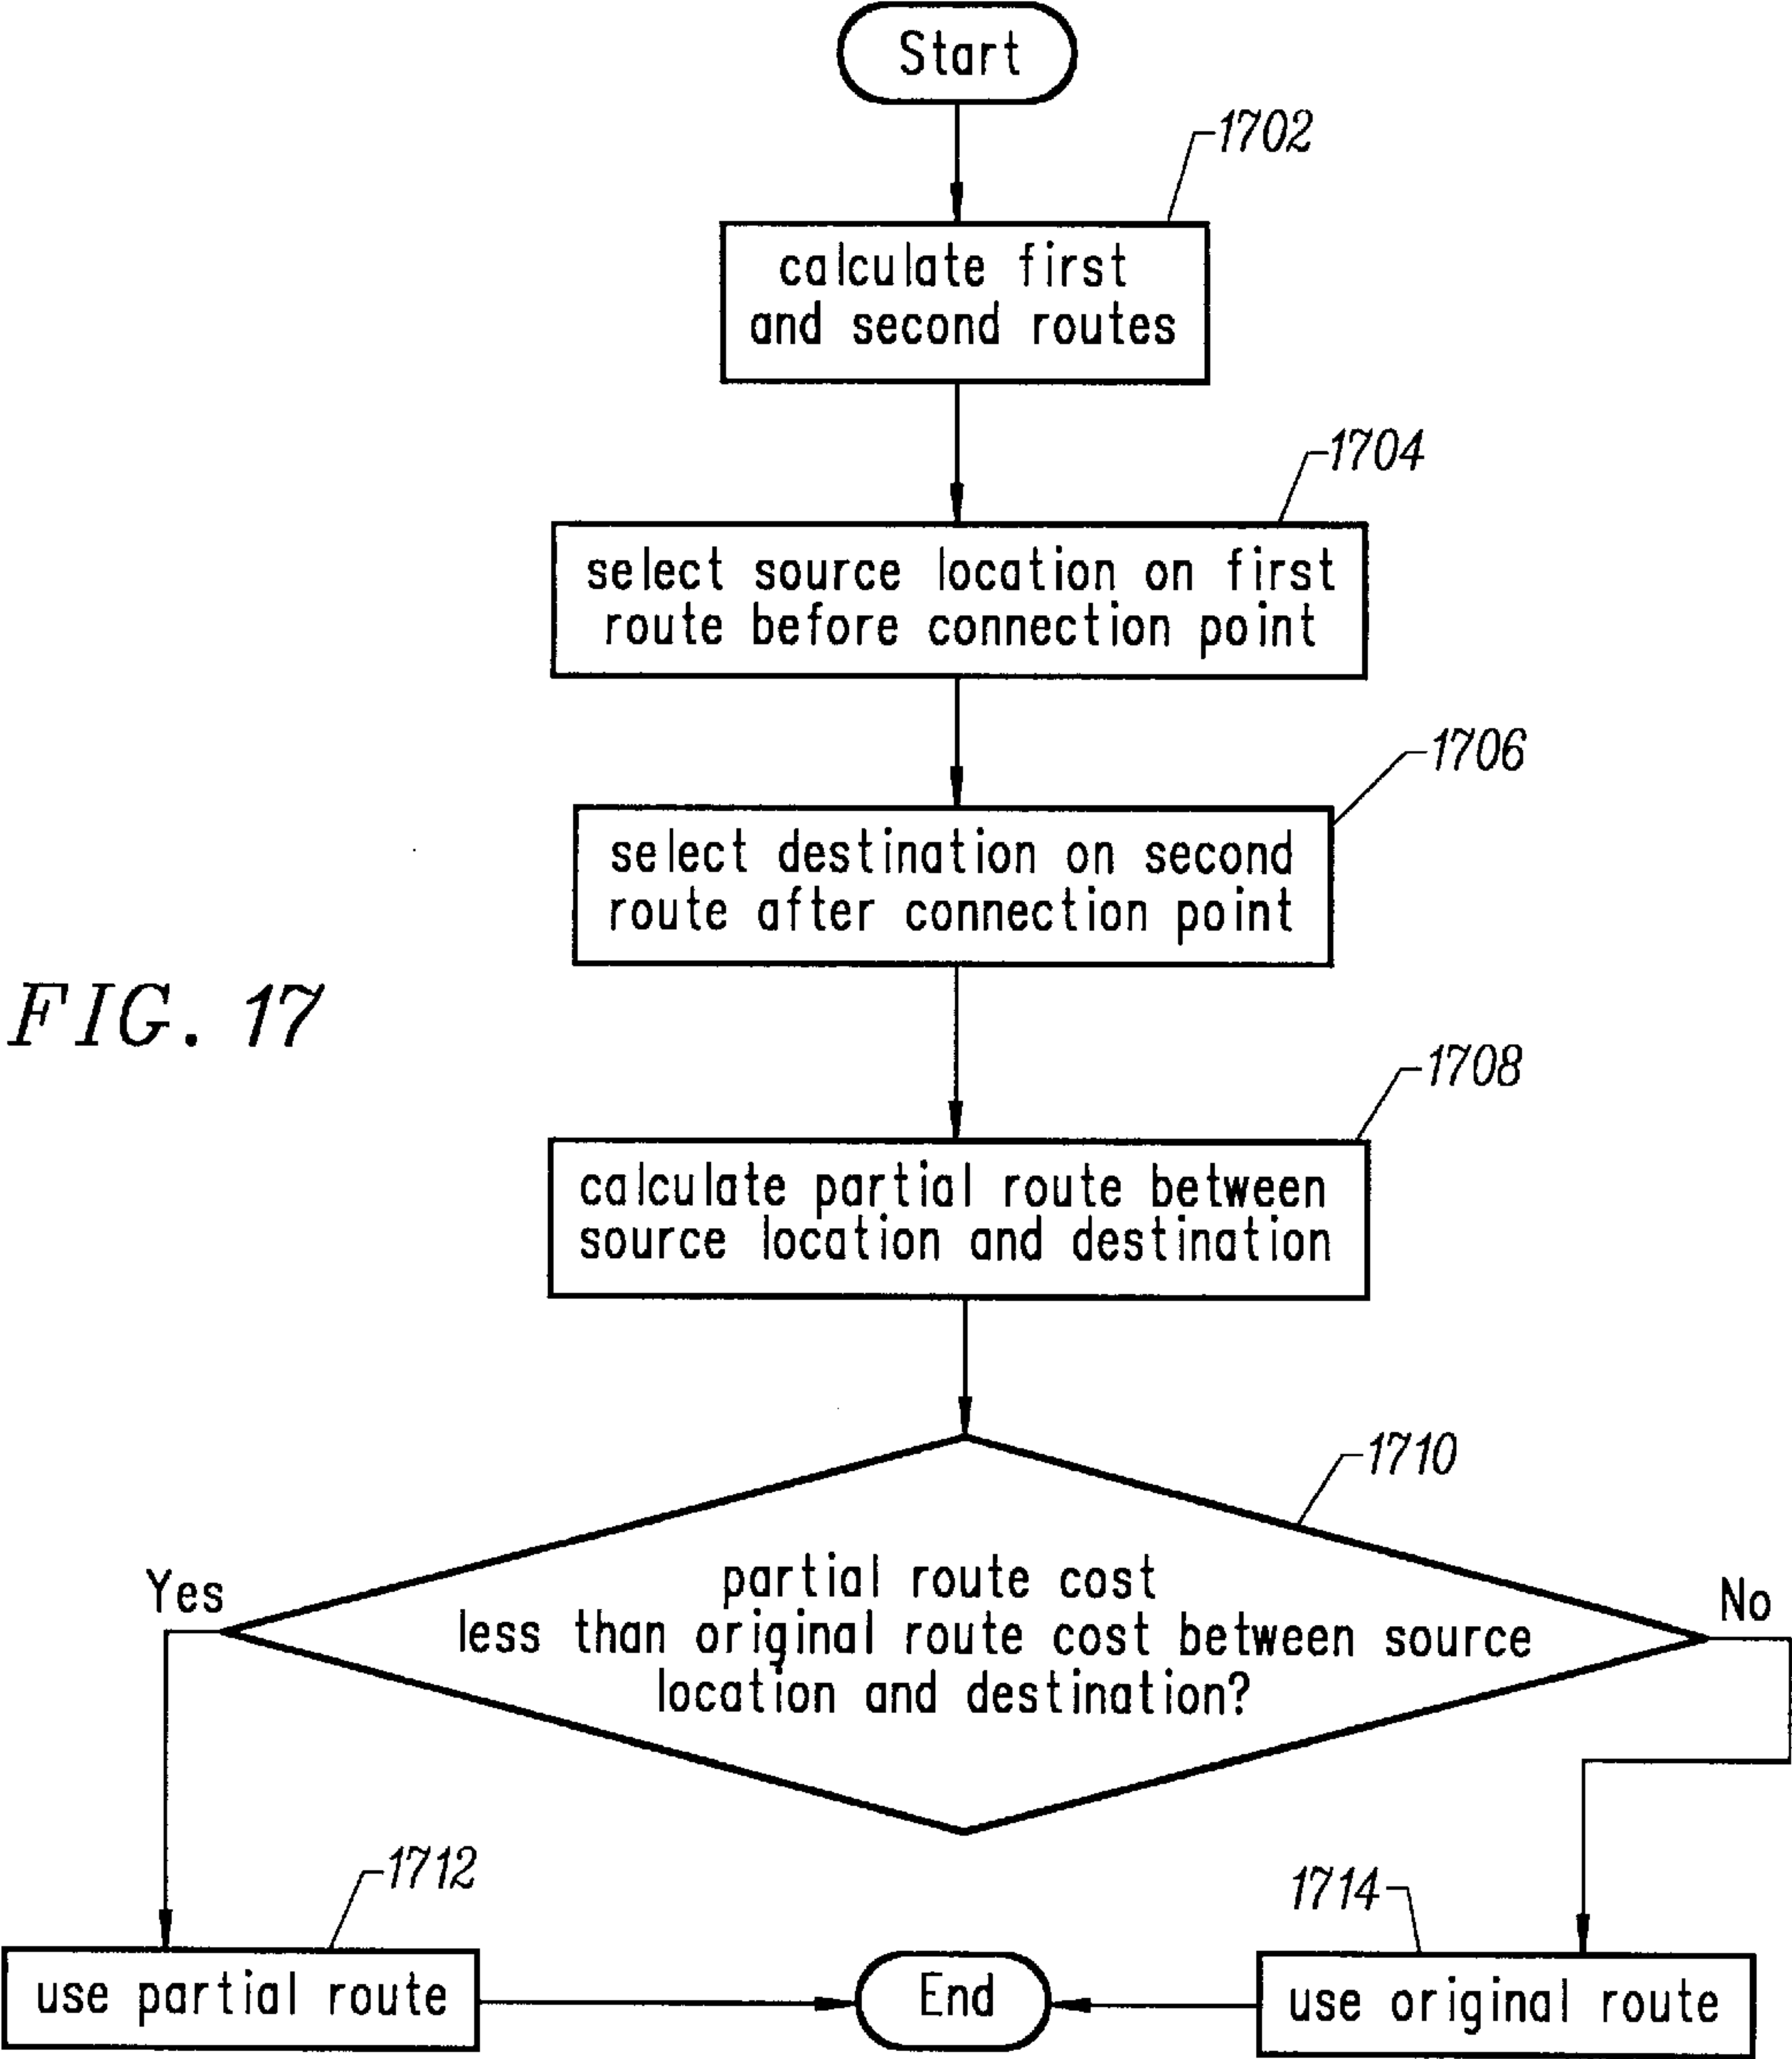 Start
1702
calculate first
and second routes
1704
select source location on first
route before connection point
1706
select destination on second
route after connection point
FIG. 17
1708
calculate partial route between
source location and destination
1710
Yes
partial route cost
less than original route cost between source
location and destination?
No
1712
use partial route
End
1714
use original route